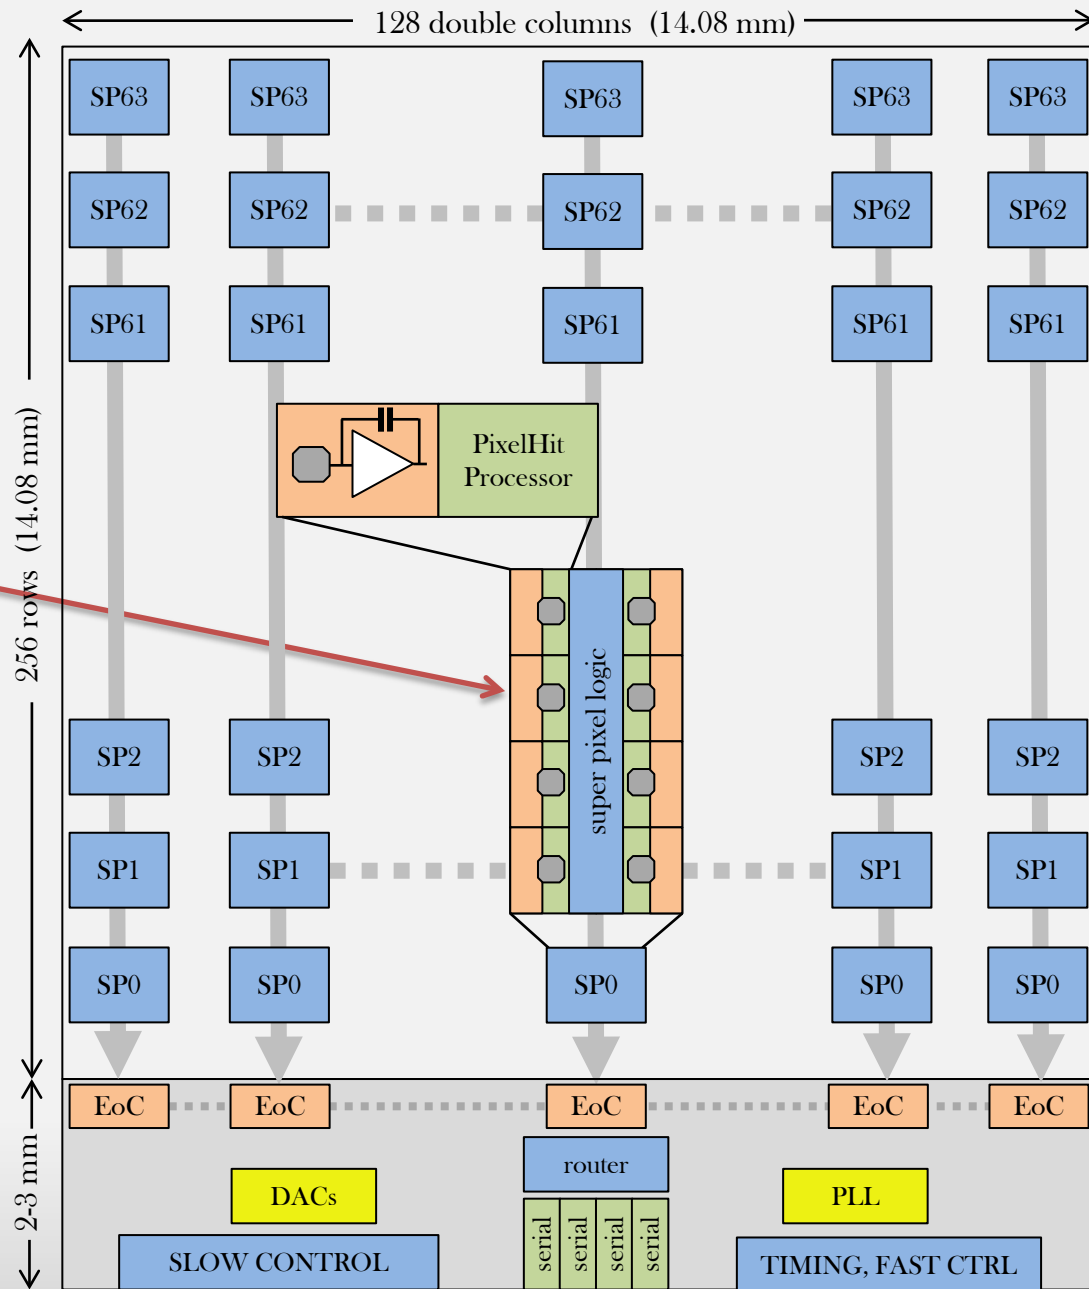 128 double columns (14.08 mm)
256 rows (14.08 mm)
SP63
SP63
SP63
SP63
SP63
SP62
SP62
SP62
SP62
SP62
SP61
SP61
SP61
SP61
SP61
PixelHit
Processor
super pixel logic
SP2
SP2
SP2
SP2
SP1
SP1
SP1
SP1
SP0
SP0
SP0
SP0
SP0
2-3 mm
EoC
EoC
EoC
EoC
EoC
router
DACs
PLL
serial
serial
serial
serial
SLOW CONTROL
TIMING, FAST CTRL